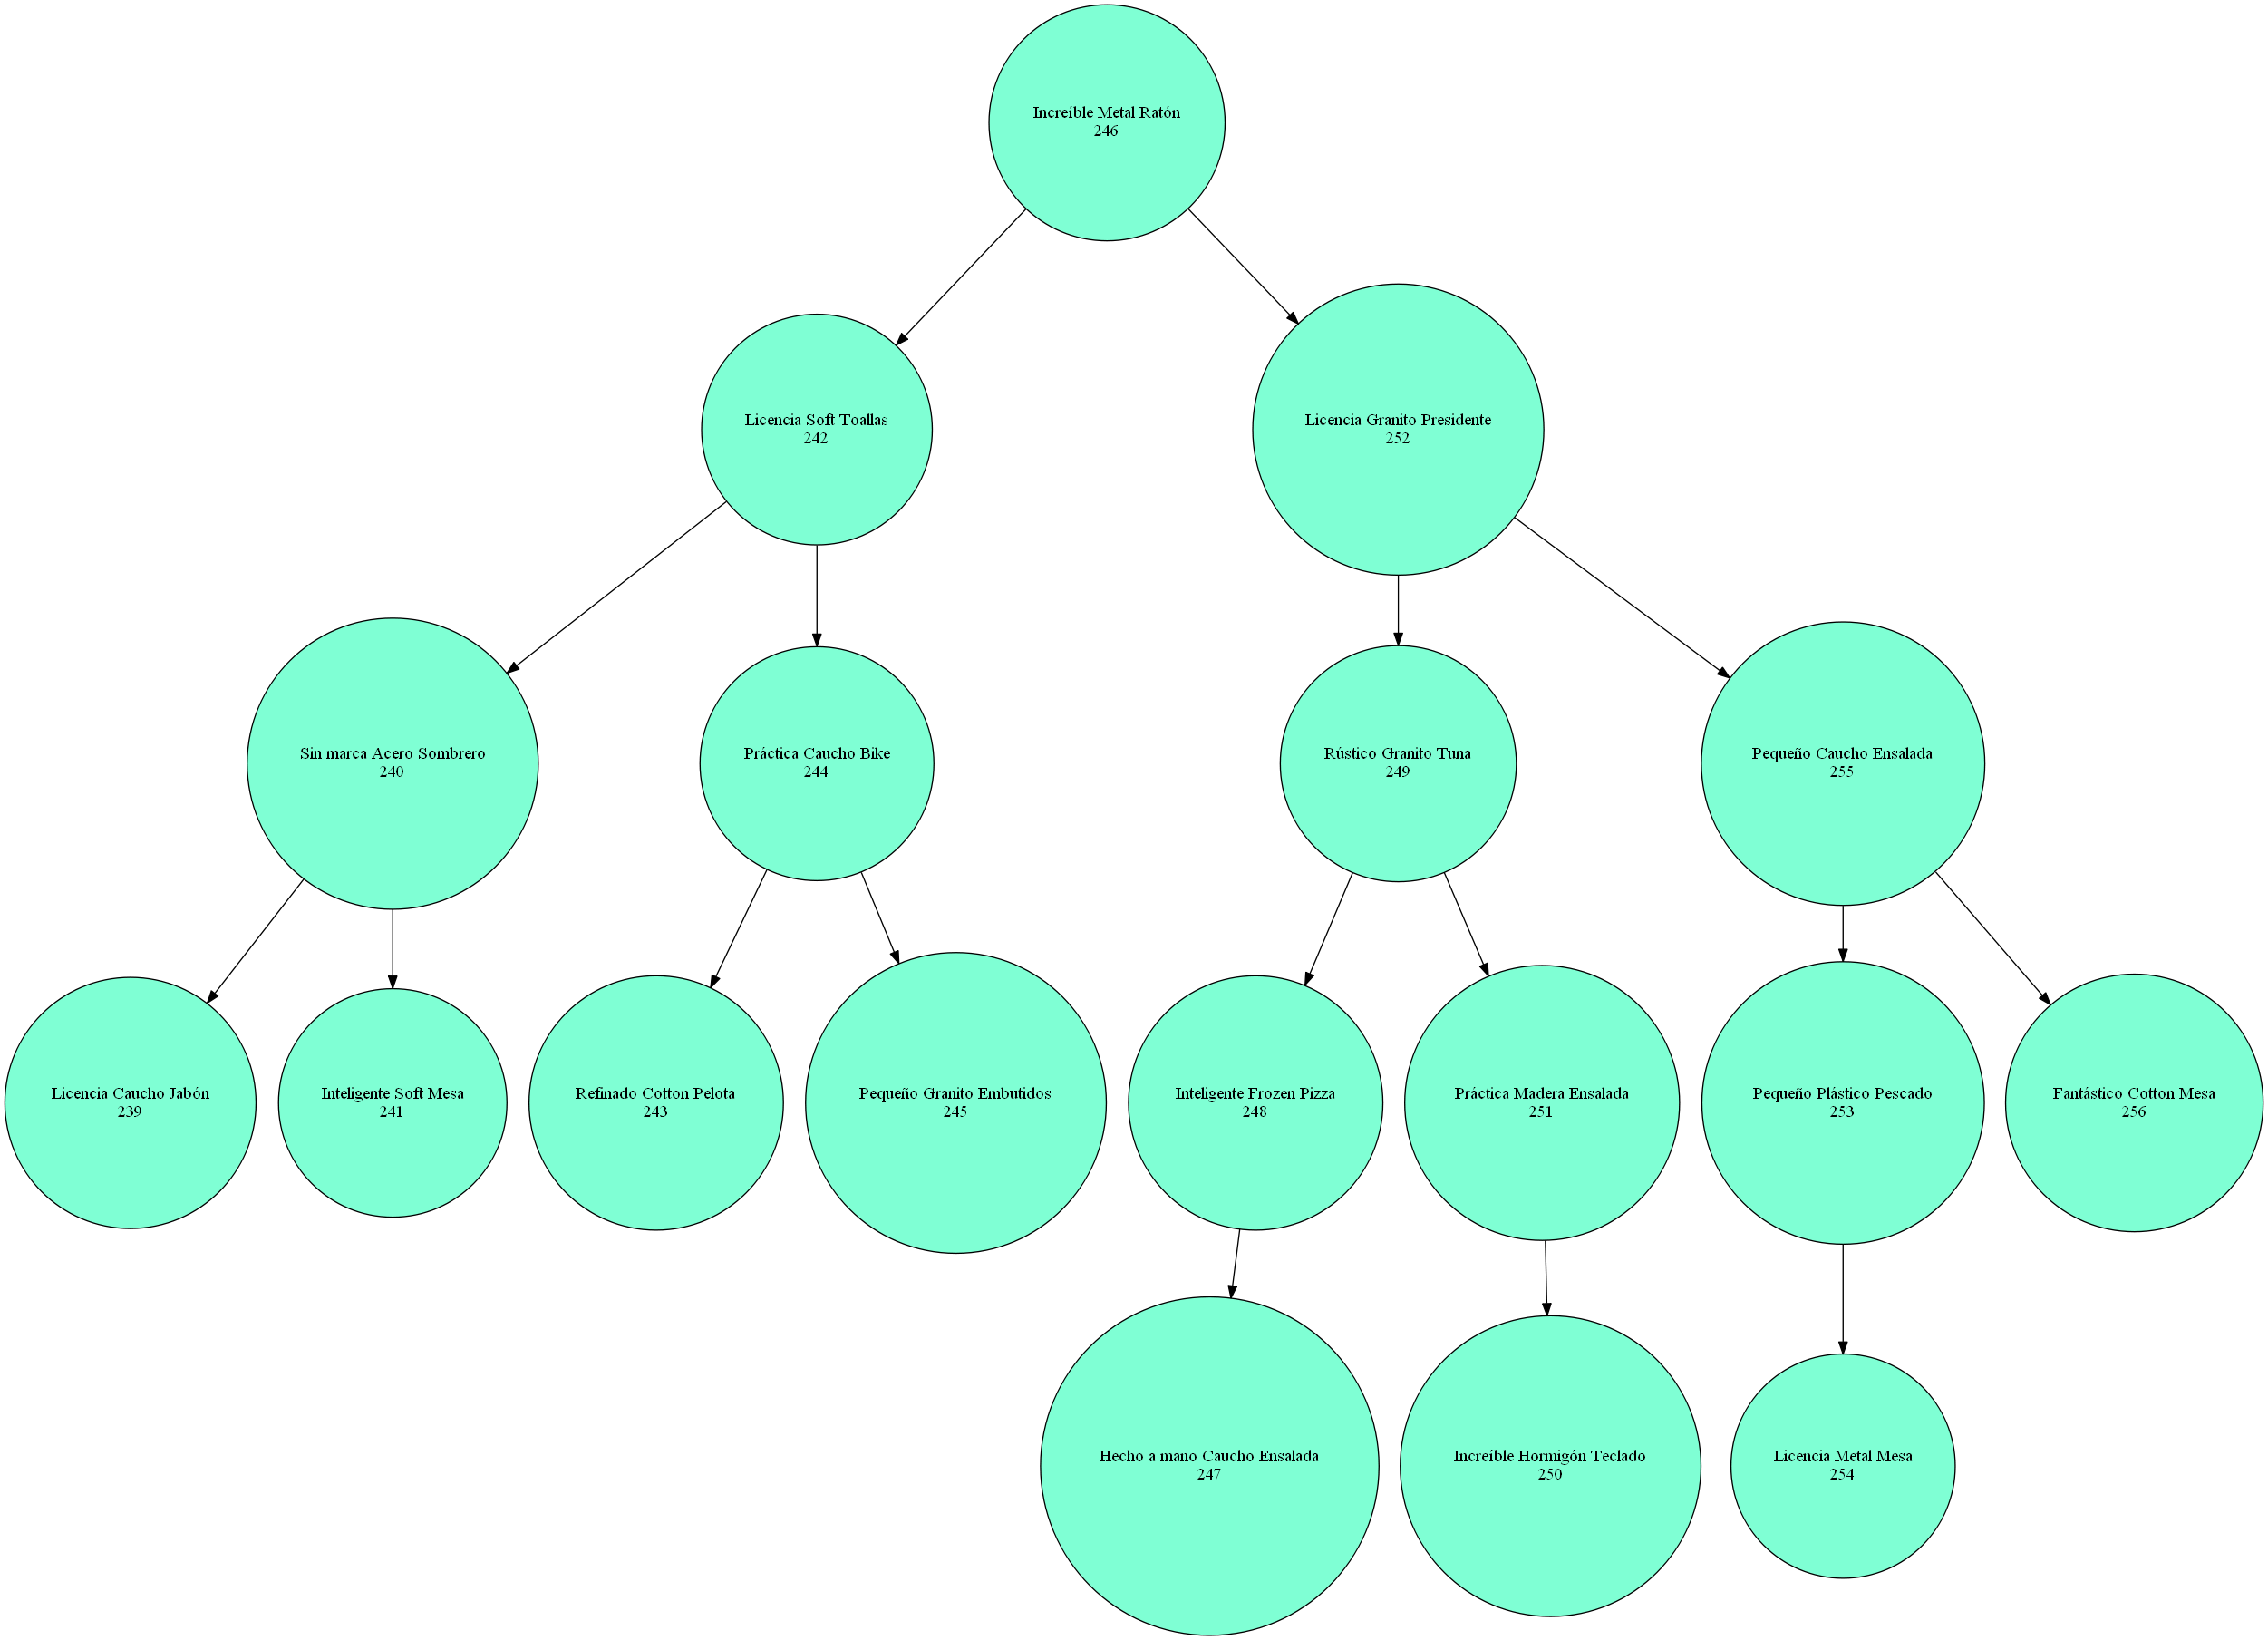 Increíble Metal Ratón
246
Licencia Soft Toallas
242
Licencia Granito Presidente
252
Sin marca Acero Sombrero
240
Práctica Caucho Bike
244
Rústico Granito Tuna
249
Pequeño Caucho Ensalada
255
Licencia Caucho Jabón
239
Inteligente Soft Mesa
241
Refinado Cotton Pelota
243
Pequeño Granito Embutidos
245
Inteligente Frozen Pizza
248
Práctica Madera Ensalada
251
Pequeño Plástico Pescado
253
Fantástico Cotton Mesa
256
Hecho a mano Caucho Ensalada
247
Increíble Hormigón Teclado
250
Licencia Metal Mesa
254